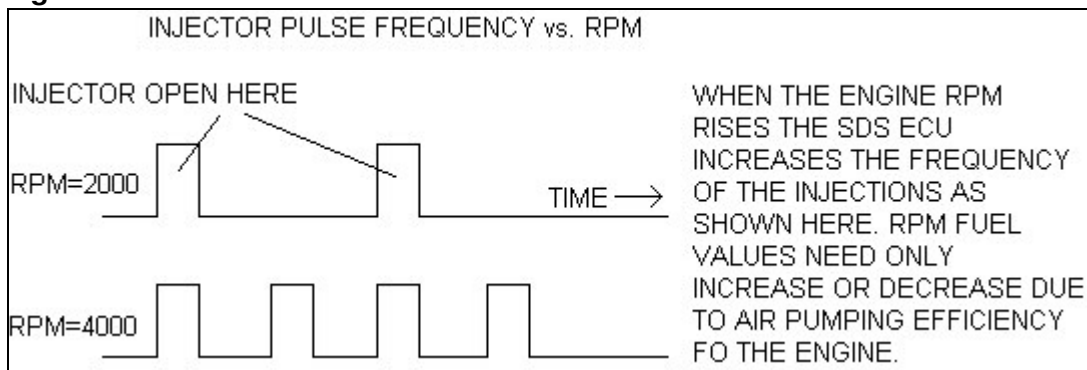 INJECTOR PULSE FREQUENCY vs. RPM
INJECTOR OPEN HERE
RPM=2000
TIME
RPM=4000
WHEN THE ENGINE RPM
RISES THE SDS ECU
INCREASES THE FREQUENCY
OF THE INJECTIONS AS
SHOWN HERE. RPM FUEL
VALUES NEED ONLY
INCREASE OR DECREASE DUE
TO AIR PUMPING EFFICIENCY
FO THE ENGINE.